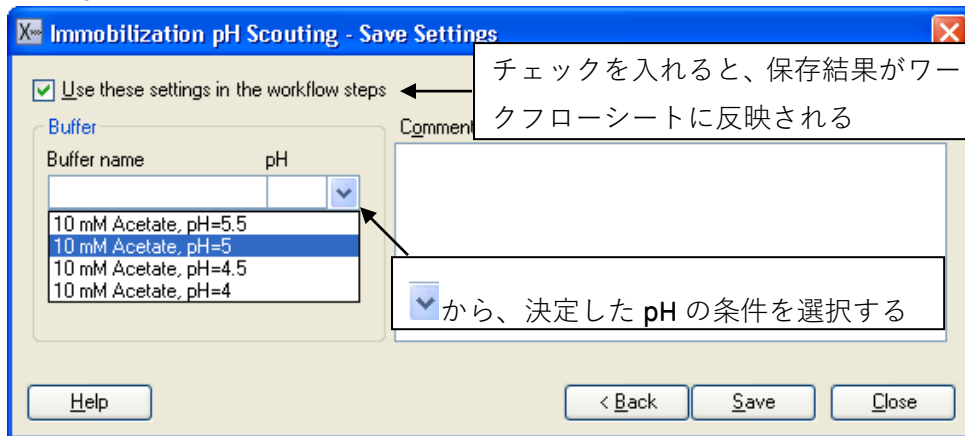 Immobilization pH Scouting - Save Settings
チェックを入れると、保存結果がワー
クフローシートに反映される
Use these settings in the workflow steps
Buffer
Comment
Buffer name pH
10 mM Acetate, pH=5.5
10 mM Acetate, pH=5
10 mM Acetate, pH=4.5
10 mM Acetate, pH=4
から、決定した pH の条件を選択する
Help
< Back
Save
Close